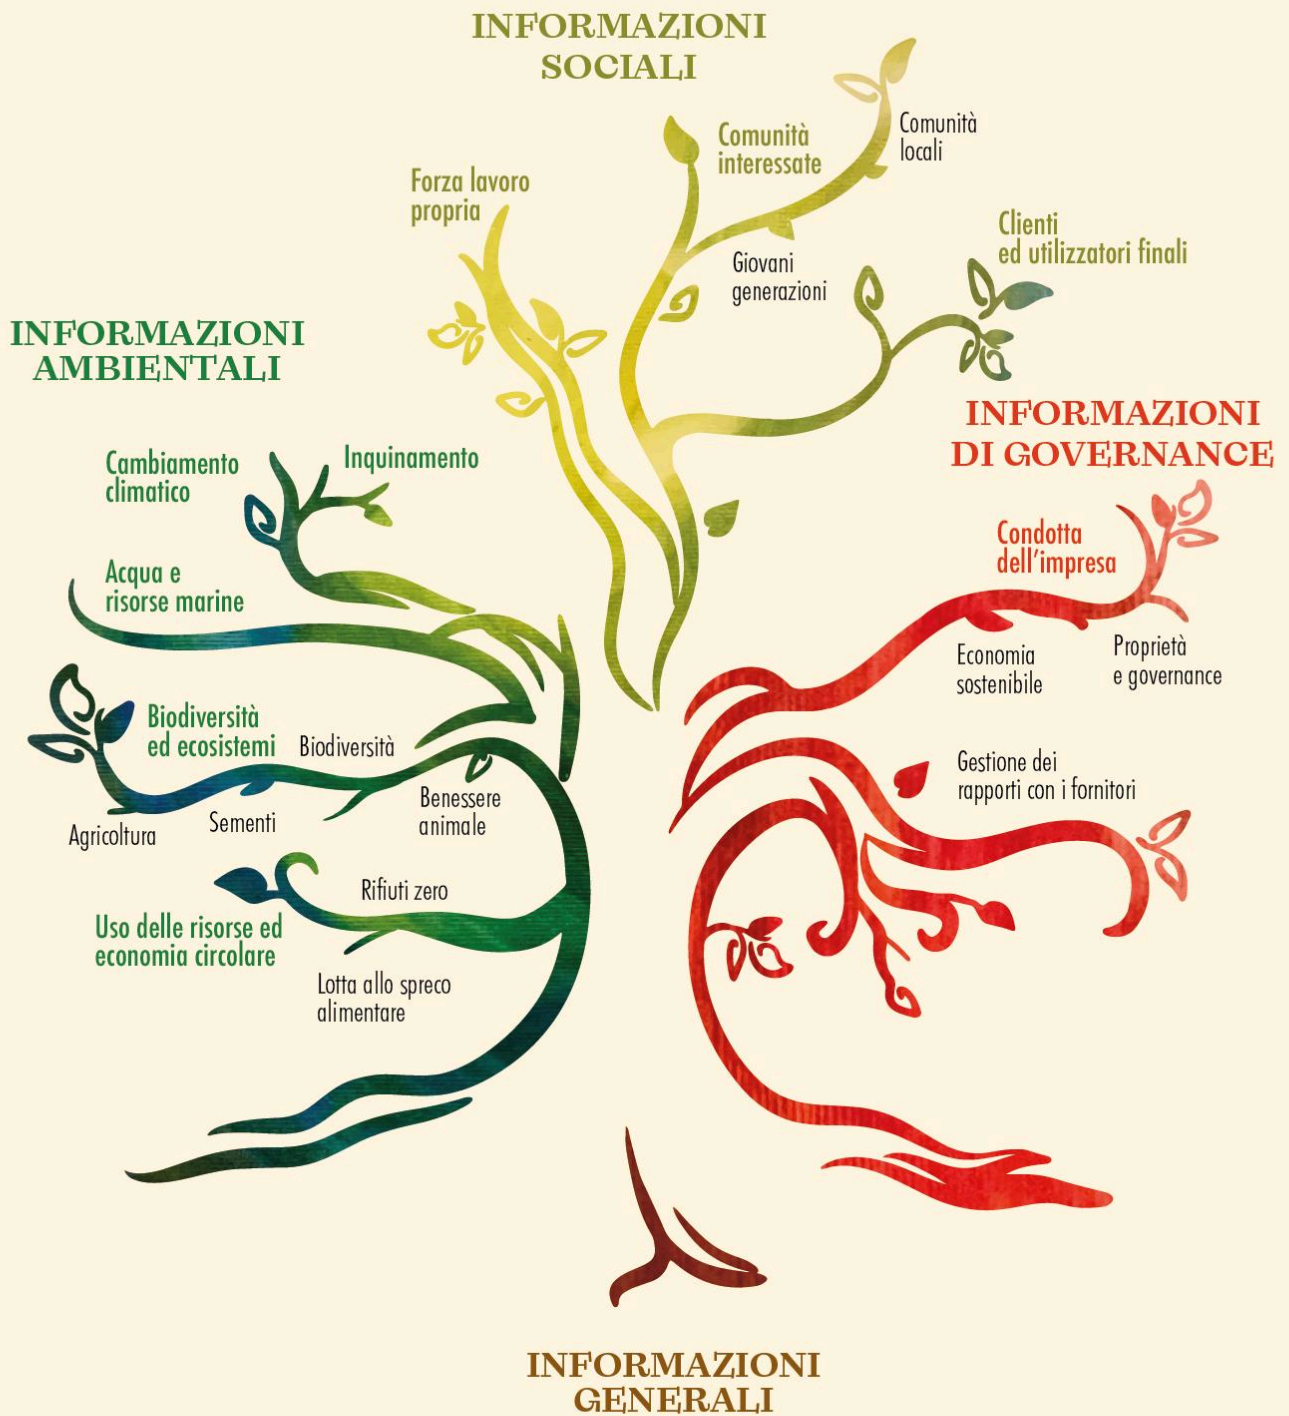 INFORMAZIONI
SOCIALI
Comunità
interessate
Comunità
locali
Forza lavoro
propria
Giovani
generazioni
Clienti
ed utilizzatori finali
INFORMAZIONI
AMBIENTALI
Cambiamento
climatico
Inquinamento
Acqua e
risorse marine
Biodiversità
ed ecosistemi
Biodiversità
Benessere
animale
Sementi
Agricoltura
Rifiuti zero
Uso delle risorse ed
economia circolare
Lotta allo spreco
alimentare
INFORMAZIONI
DI GOVERNANCE
Condotta
dell'impresa
Economia
sostenibile
Proprietà
e governance
Gestione dei
rapporti con i fornitori
INFORMAZIONI
GENERALI